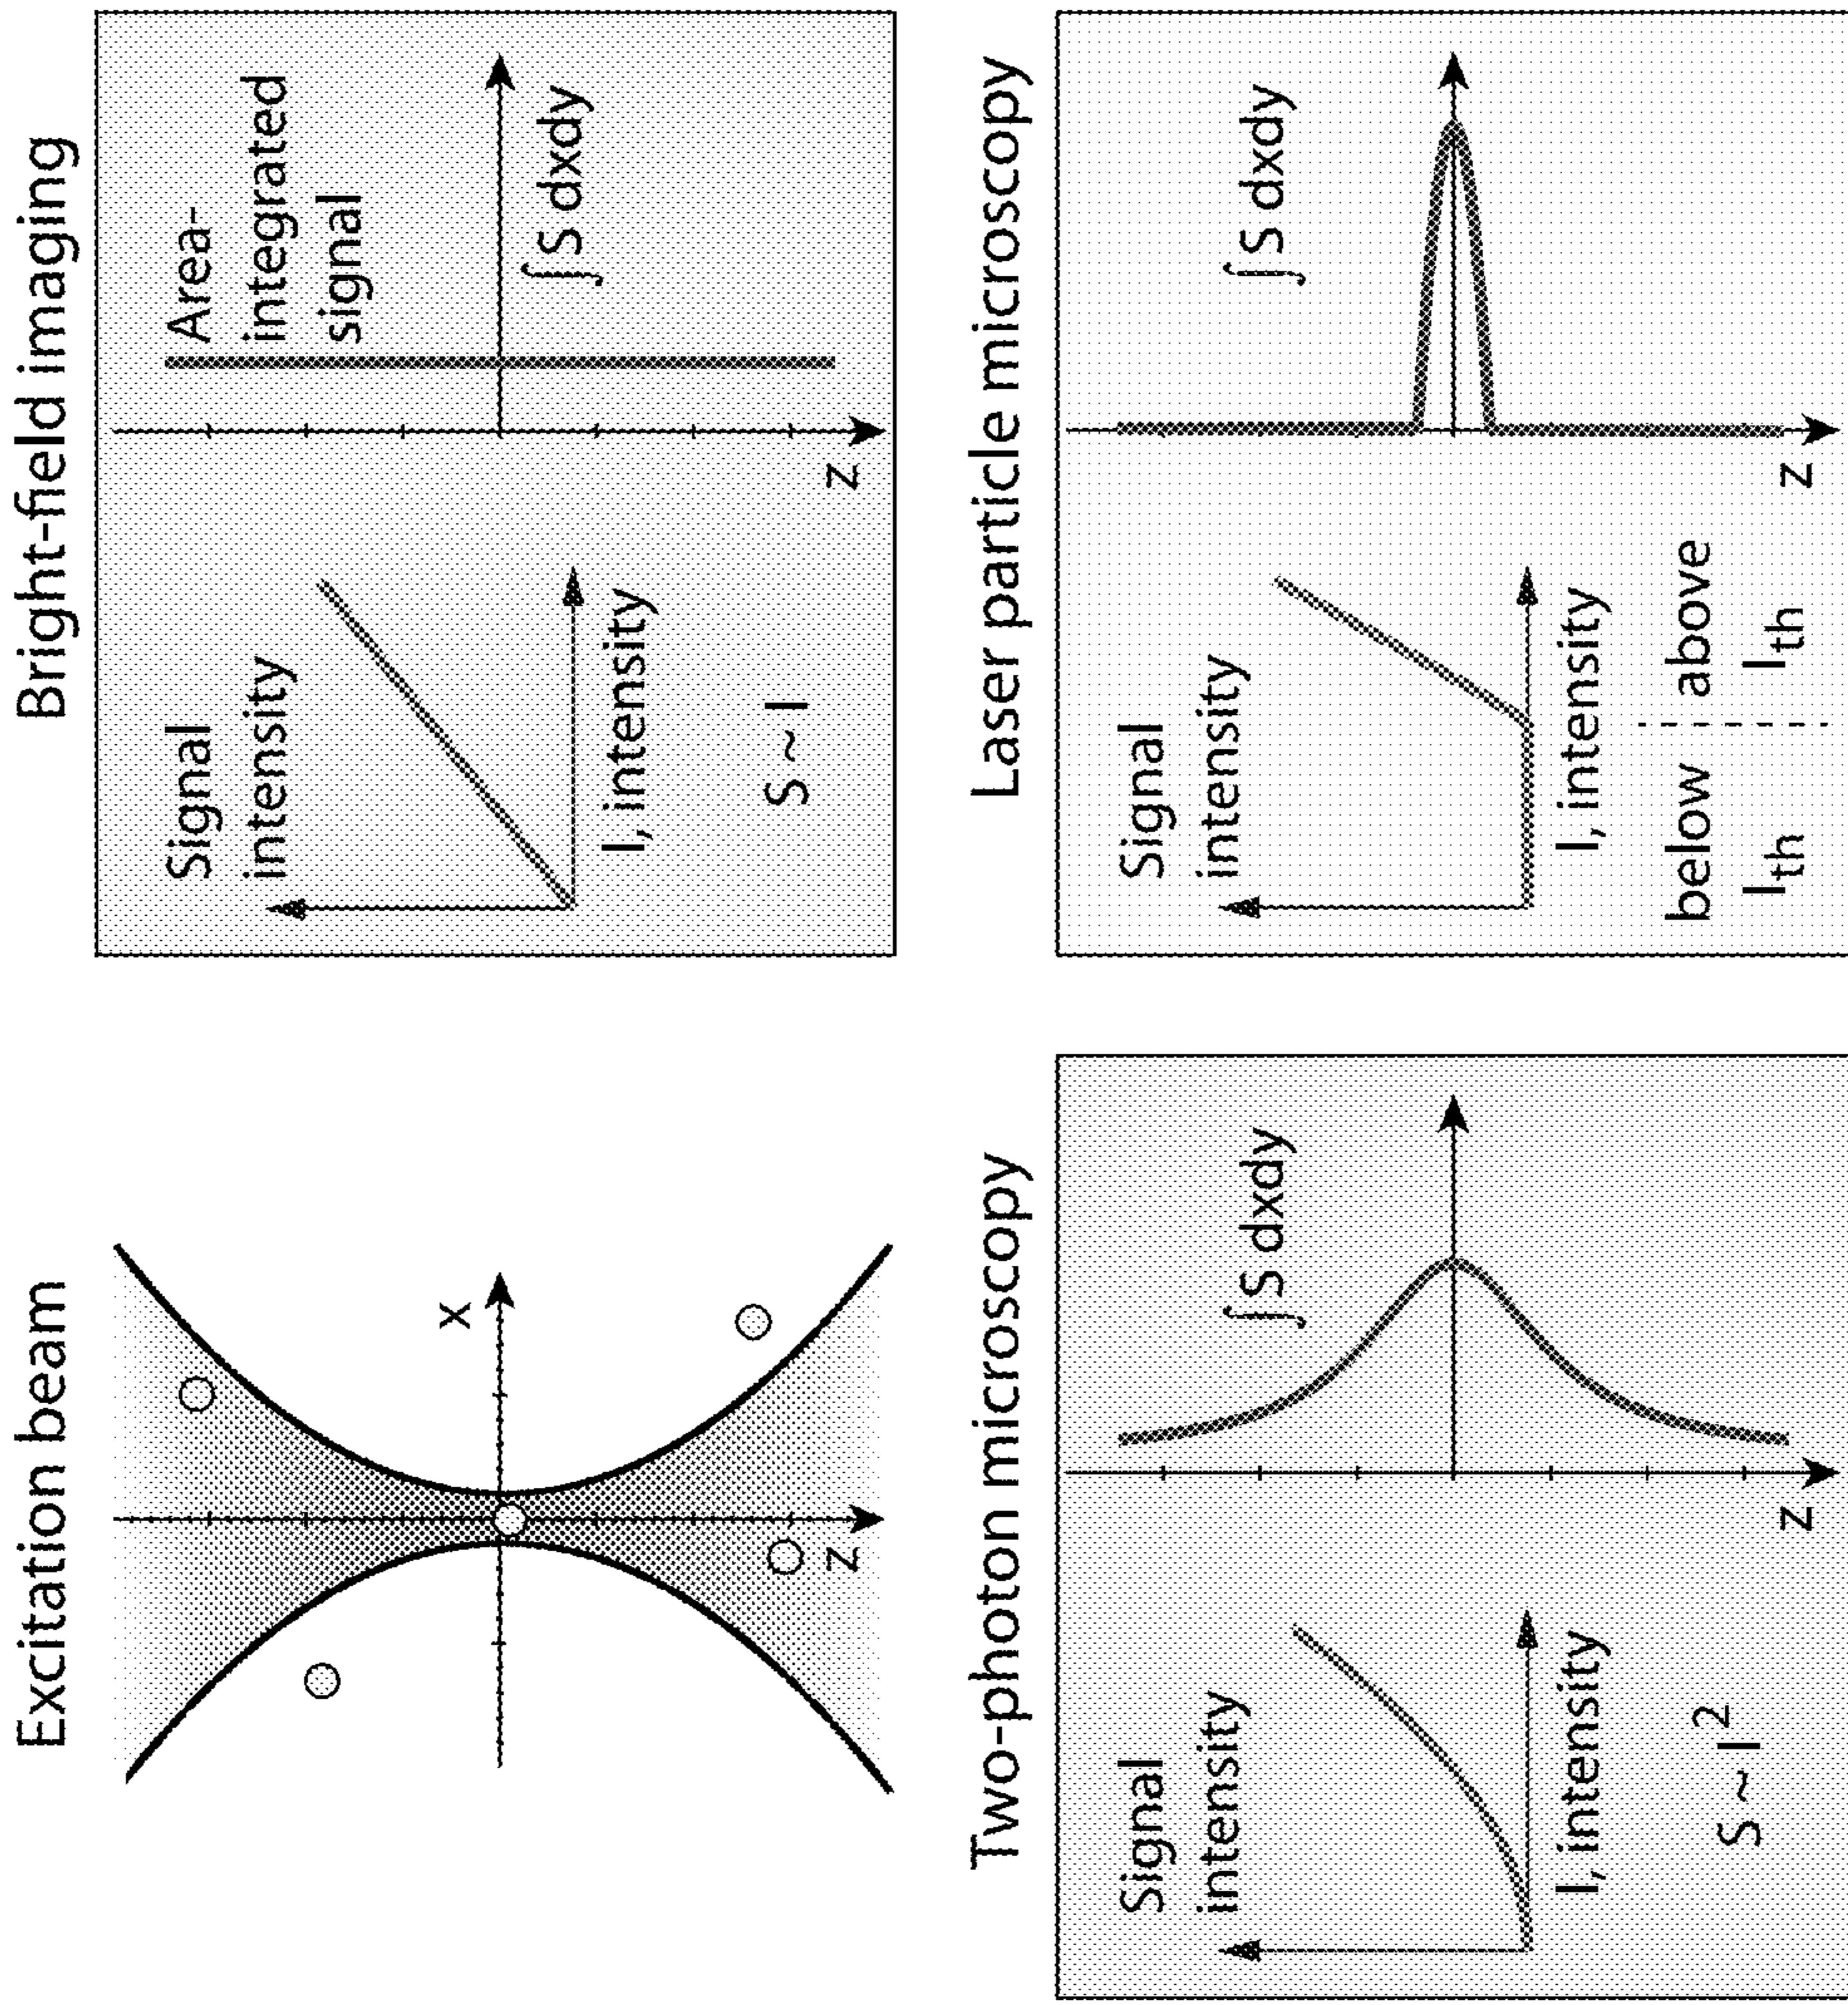 Excitation beam
x
z
Bright-field imaging
Signal
intensity
I, intensity
S ~ I
Area-
integrated
signal
∫S dxdy
z
Two-photon microscopy
Signal
intensity
I, intensity
S ~ I²
∫S dxdy
z
Laser particle microscopy
Signal
intensity
I, intensity
below above
Ith Ith
∫S dxdy
z